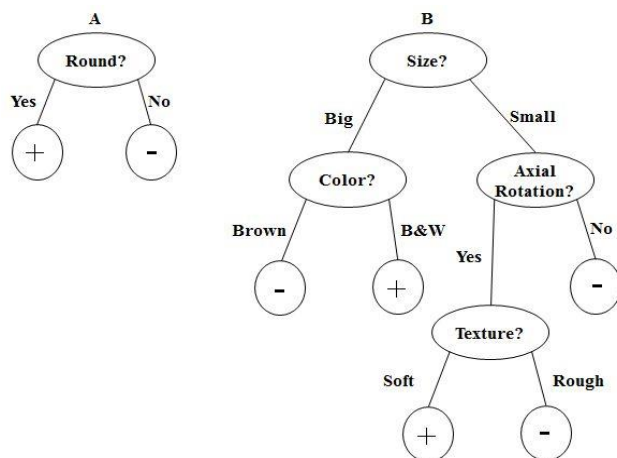 A
B
Round?
Size?
Yes
No
Big
Small
+
-
Color?
Axial
Rotation?
Brown
B&W
Yes
No
-
+
-
Texture?
Soft
Rough
+
-